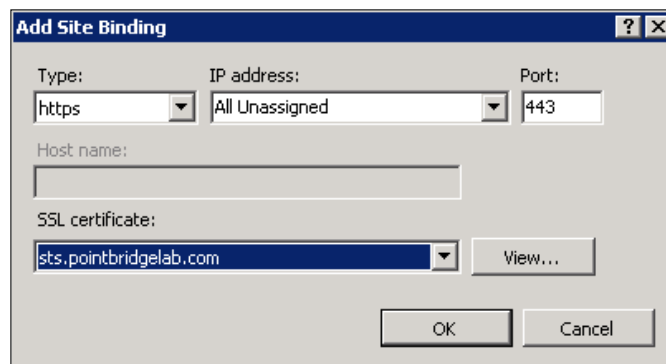 Add Site Binding ? X
Type: IP address: Port:
https All Unassigned 443
Host name:
SSL certificate:
sts.pointbridgelab.com View...
OK Cancel